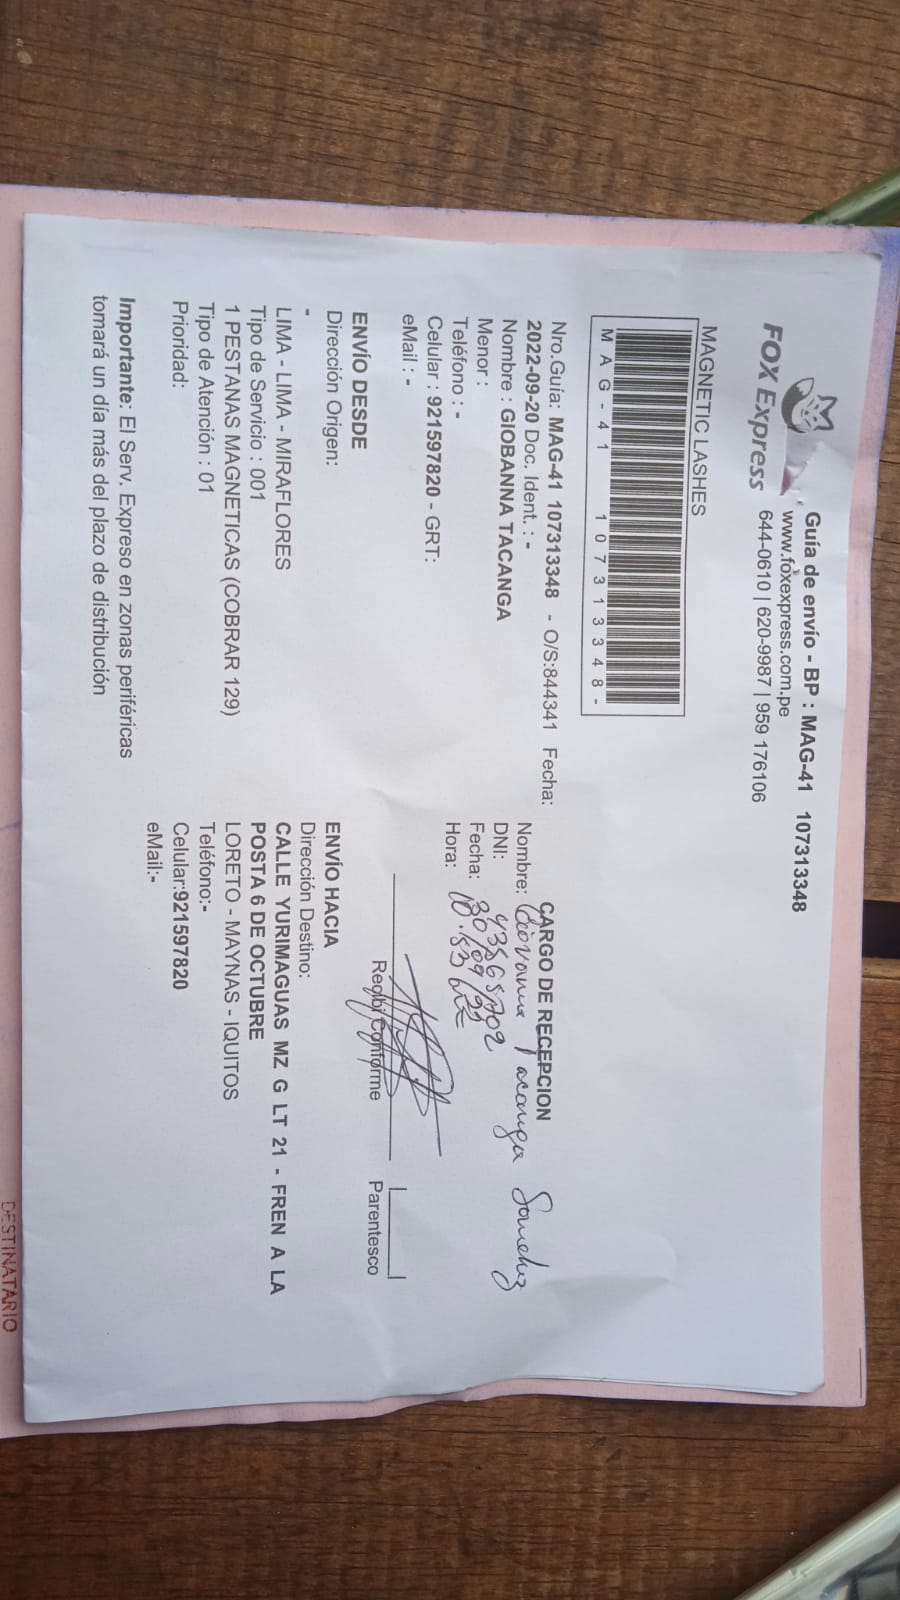 FOX Express
Guía de envío - BP : MAG-41 107313348
www.foxexpress.com.pe
644-0610 | 620-9987 | 959 176106
MAGNETIC LASHES
MAG-41 107313348-
Nro.Guía: MAG-41 107313348 - O/S:844341 Fecha:
2022-09-20 Doc. Ident. : -
Nombre : GIOBANNA TACANGA
Menor :
Teléfono : -
Celular : 921597820 - GRT:
eMail : -
ENVÍO DESDE
Dirección Origen:
-
LIMA - LIMA - MIRAFLORES
Tipo de Servicio : 001
1 PESTANAS MAGNETICAS (COBRAR 129)
Tipo de Atención : 01
Prioridad:
Importante: El Serv. Expreso en zonas periféricas
tomará un día más del plazo de distribución
CARGO DE RECEPCION
Nombre: Giovanna Tacanga
DNI:
Fecha:
Hora:
Recibí Conforme
Parentesco
ENVÍO HACIA
Dirección Destino:
CALLE YURIMAGUAS MZ G LT 21 - FREN A LA
POSTA 6 DE OCTUBRE
LORETO - MAYNAS - IQUITOS
Teléfono:-
Celular:921597820
eMail:-
DESTINATARIO